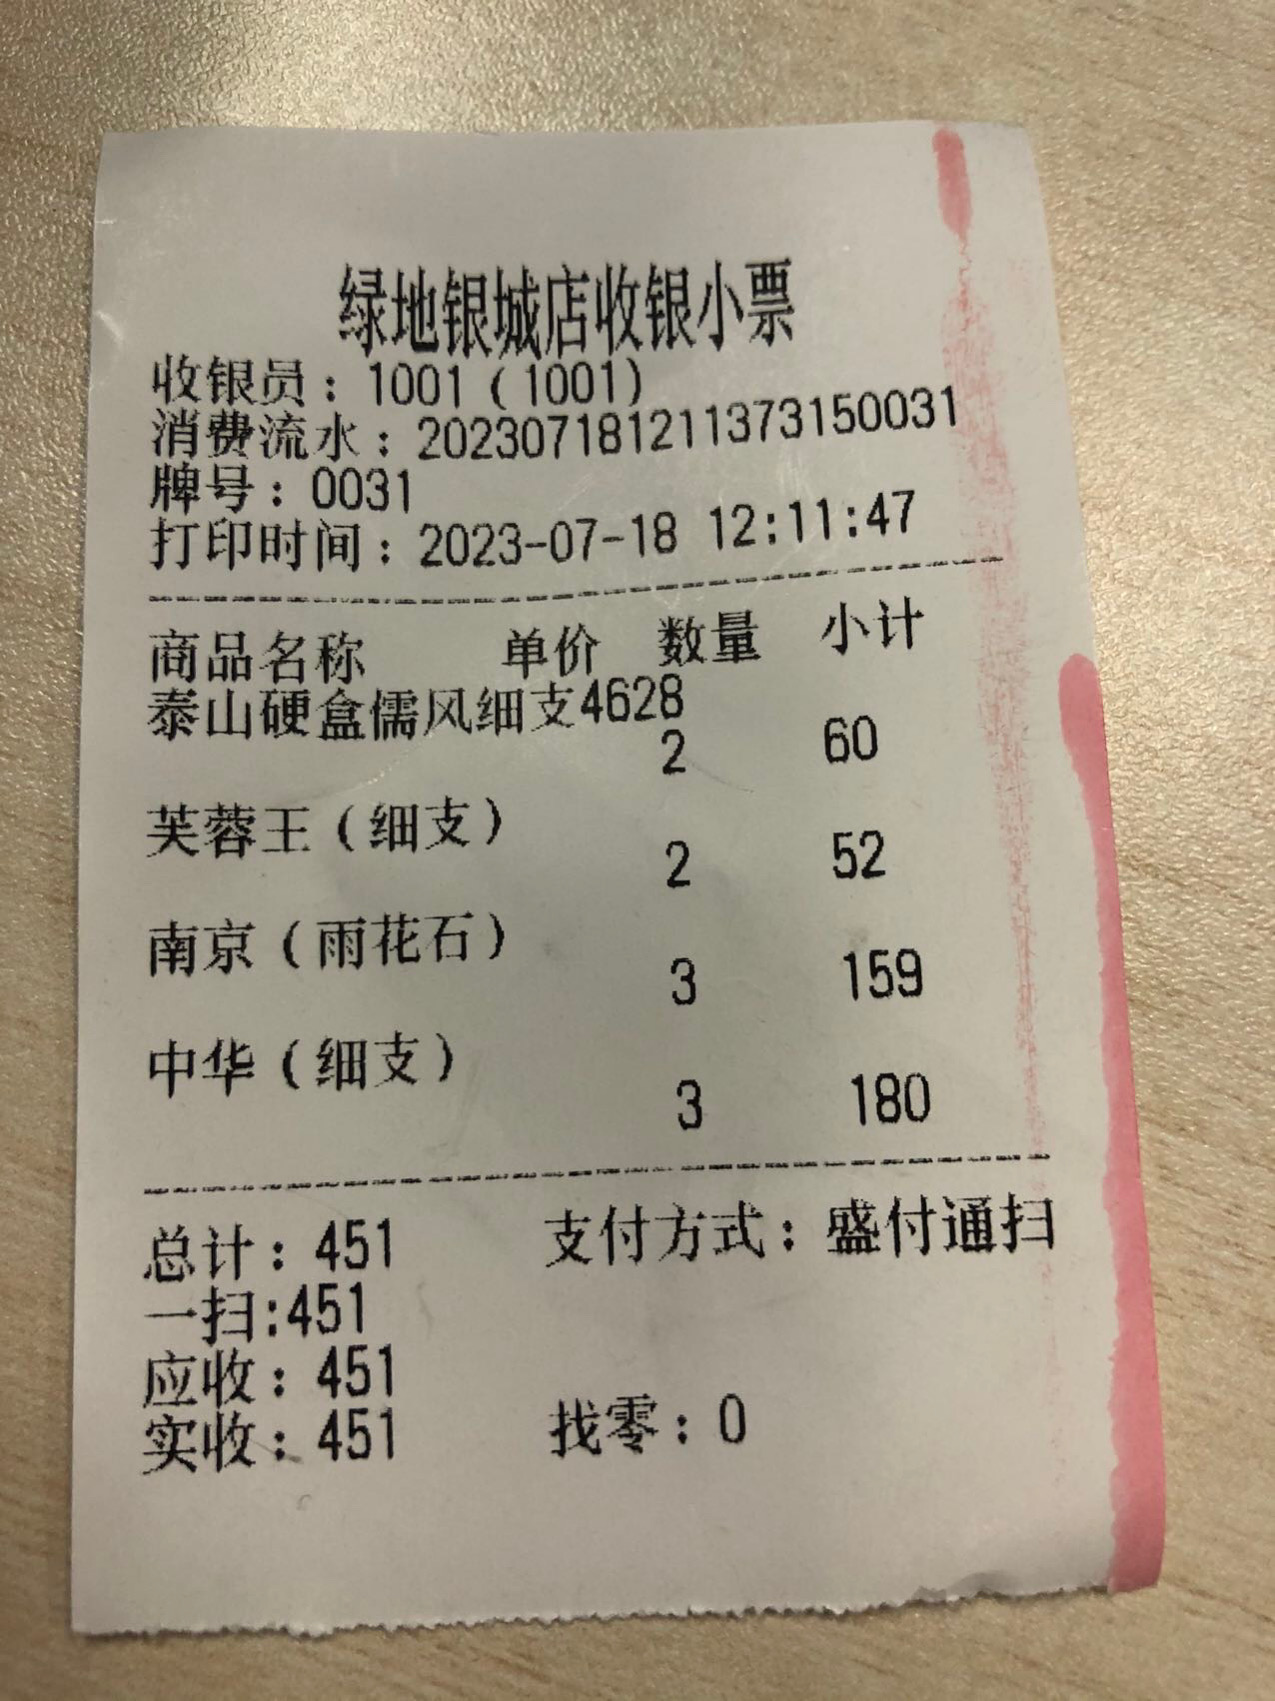 绿地银城店收银小票
收银员：1001（1001）
消费流水：202307181211373150031
牌号：0031
打印时间：2023-07-18 12:11:47
商品名称 单价 数量 小计
泰山硬盒儒风细支4628
2 60
芙蓉王（细支）
2 52
南京（雨花石）
3 159
中华（细支）
3 180
总计：451 支付方式：盛付通扫
一扫:451
应收：451
实收：451 找零：0